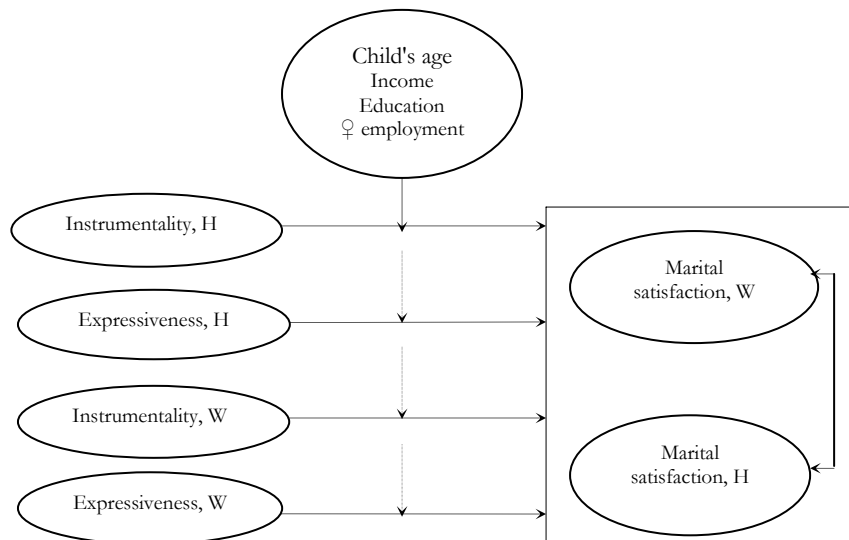 Child's age
Income
Education
♀ employment
Instrumentality, H
Expressiveness, H
Instrumentality, W
Expressiveness, W
Marital
satisfaction, W
Marital
satisfaction, H